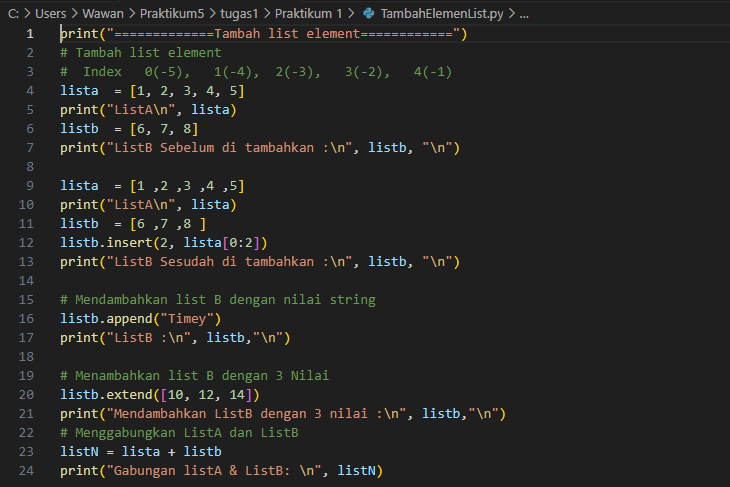 C: > Users > Wawan > Praktikum5 > tugas1 > Praktikum 1 > TambahElemenList.py > ...
1 print("=============Tambah list element============")
2 # Tambah list element
3 #  Index   0(-5),   1(-4),  2(-3),   3(-2),   4(-1)
4 lista  = [1, 2, 3, 4, 5]
5 print("ListA\n", lista)
6 listb  = [6, 7, 8]
7 print("ListB Sebelum di tambahkan :\n", listb, "\n")
8
9 lista  = [1 ,2 ,3 ,4 ,5]
10 print("ListA\n", lista)
11 listb  = [6 ,7 ,8 ]
12 listb.insert(2, lista[0:2])
13 print("ListB Sesudah di tambahkan :\n", listb, "\n")
14
15 # Mendambahkan list B dengan nilai string
16 listb.append("Timey")
17 print("ListB :\n", listb,"\n")
18
19 # Menambahkan list B dengan 3 Nilai
20 listb.extend([10, 12, 14])
21 print("Mendambahkan ListB dengan 3 nilai :\n", listb,"\n")
22 # Menggabungkan ListA dan ListB
23 listN = lista + listb
24 print("Gabungan listA & ListB: \n", listN)